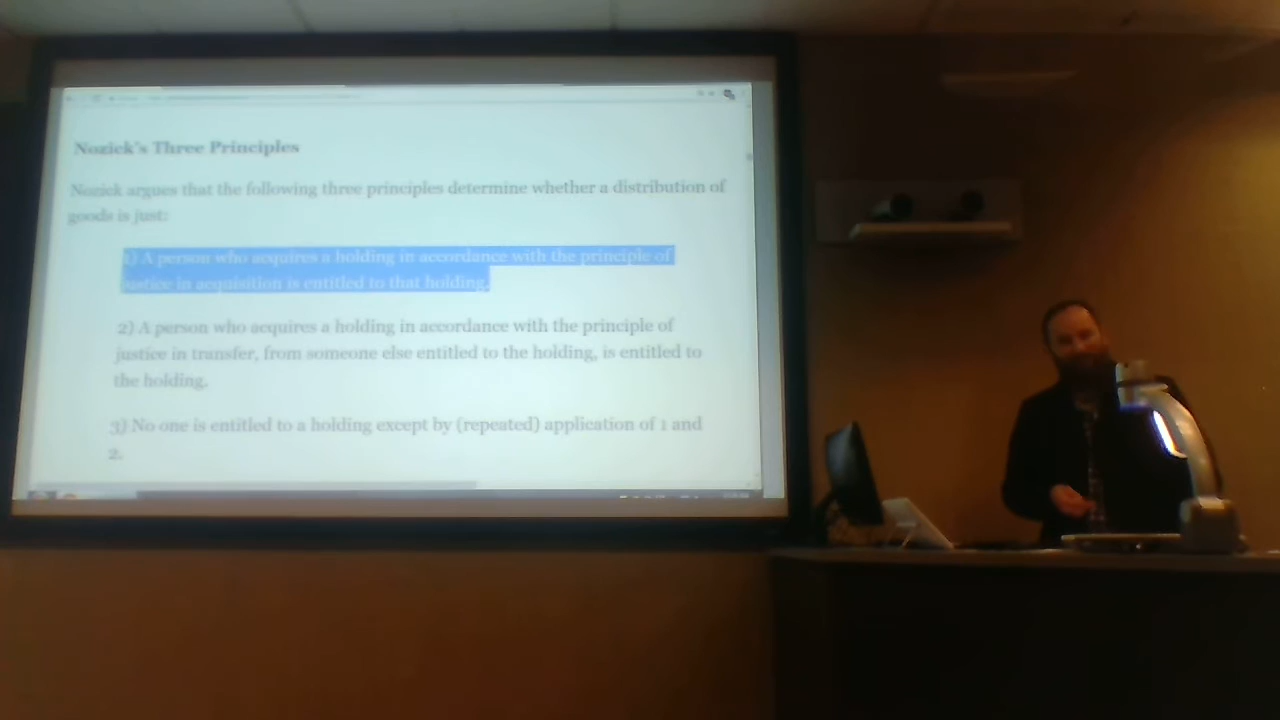 Nozick's Three Principles
Nozick argues that the following three principles determine whether a distribution of
goods is just:
1) A person who acquires a holding in accordance with the principle of
justice in acquisition is entitled to that holding.
2) A person who acquires a holding in accordance with the principle of
justice in transfer, from someone else entitled to the holding, is entitled to
the holding.
3) No one is entitled to a holding except by (repeated) application of 1 and
2.